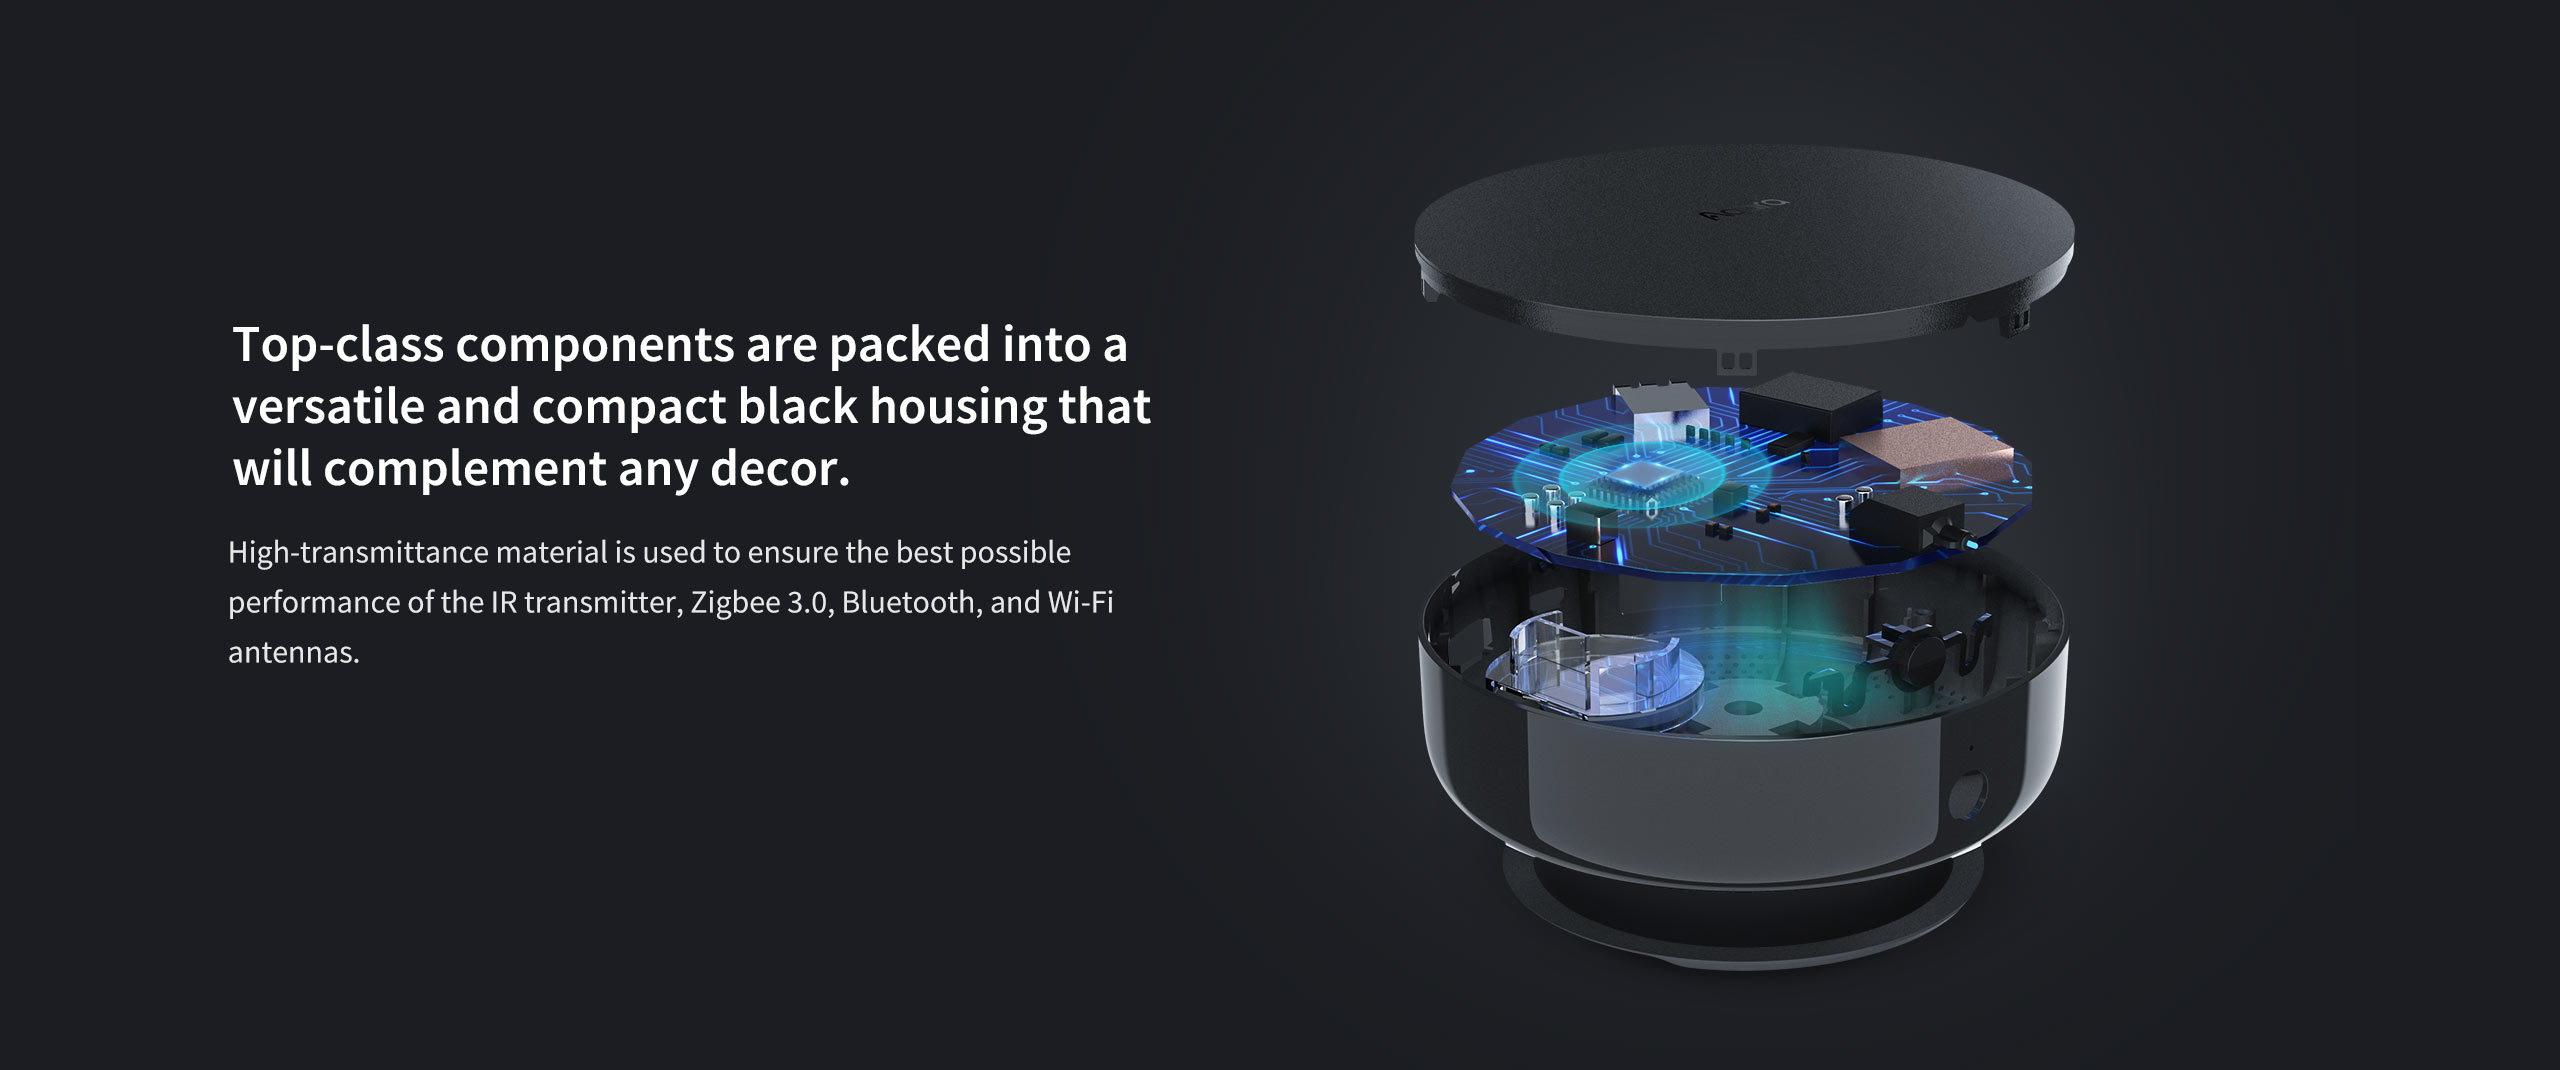 Top-class components are packed into a
versatile and compact black housing that
will complement any decor.
High-transmittance material is used to ensure the best possible
performance of the IR transmitter, Zigbee 3.0, Bluetooth, and Wi-Fi
antennas.
Aqara